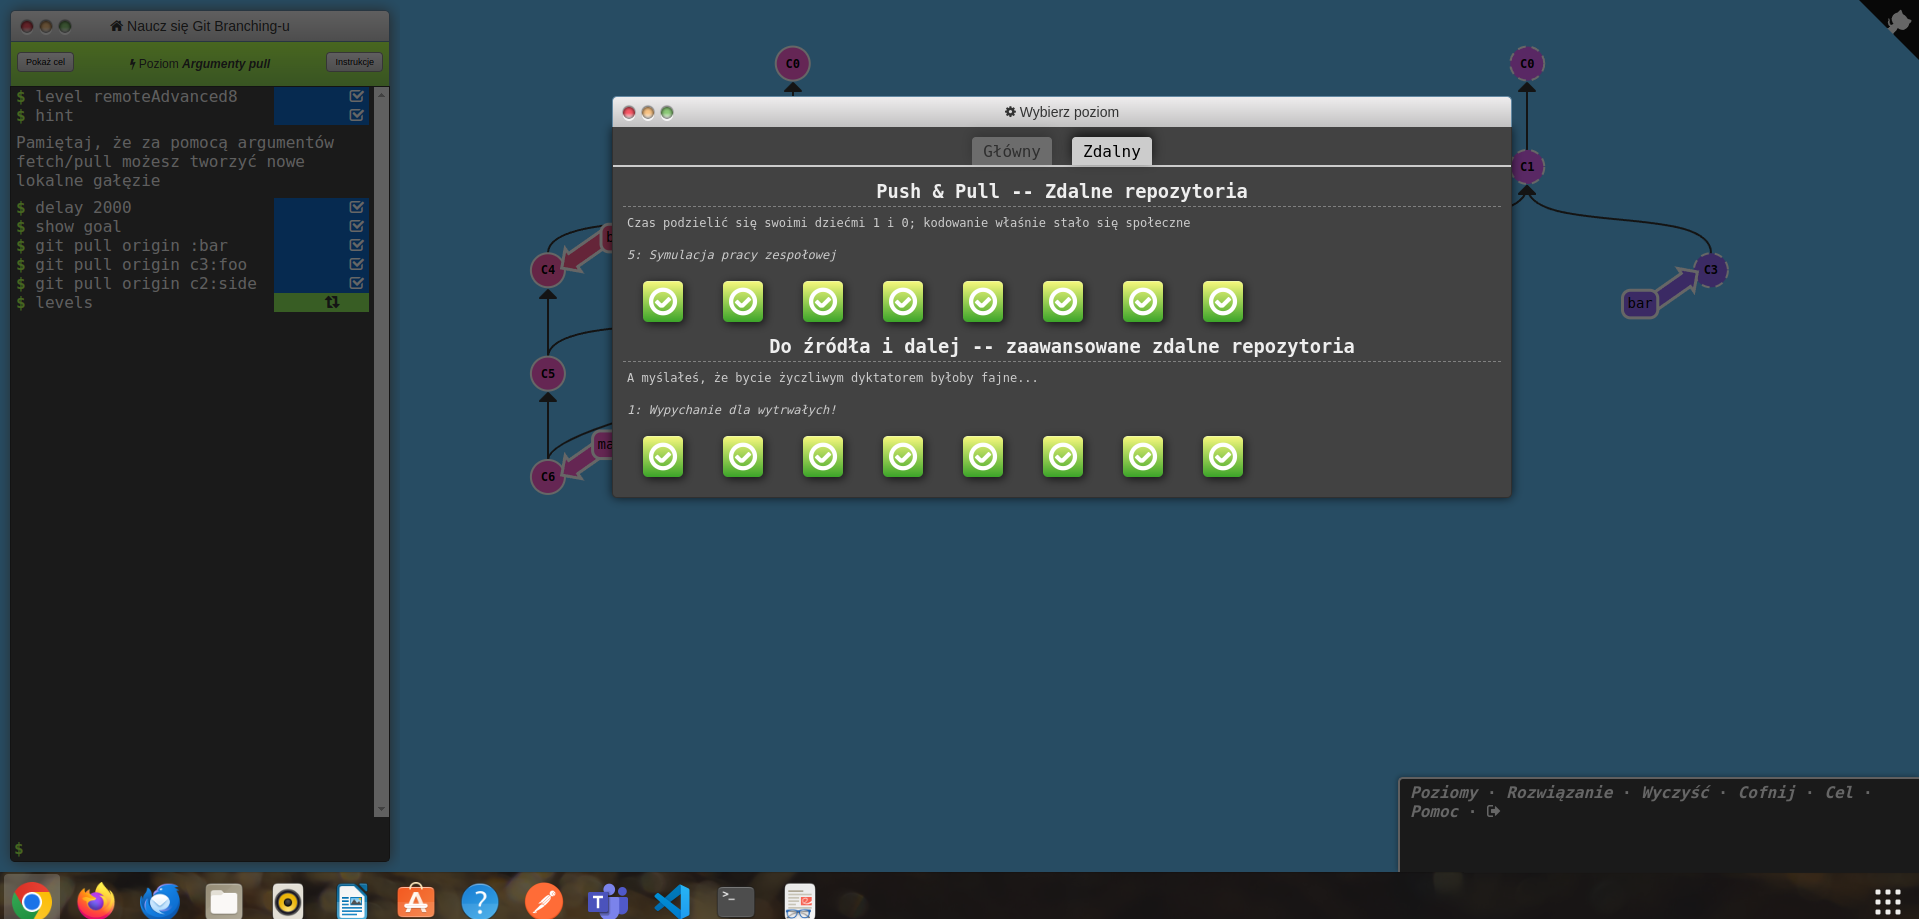 Naucz się Git Branching-u
Pokaż cel
Poziom Argumenty pull
Instrukcje
$ level remoteAdvanced8
$ hint
Pamiętaj, że za pomocą argumentów
fetch/pull możesz tworzyć nowe
lokalne gałęzie
$ delay 2000
$ show goal
$ git pull origin :bar
$ git pull origin c3:foo
$ git pull origin c2:side
$ levels
$
C0
C4
C5
C6
Wybierz poziom
Główny
Zdalny
Push & Pull -- Zdalne repozytoria
Czas podzielić się swoimi dziećmi 1 i 0; kodowanie właśnie stało się społeczne
5: Symulacja pracy zespołowej
Do źródła i dalej -- zaawansowane zdalne repozytoria
A myślałeś, że bycie życzliwym dyktatorem byłoby fajne...
1: Wypychanie dla wytrwałych!
C0
C1
C3
bar
Poziomy · Rozwiązanie · Wyczyść · Cofnij · Cel ·
Pomoc ·